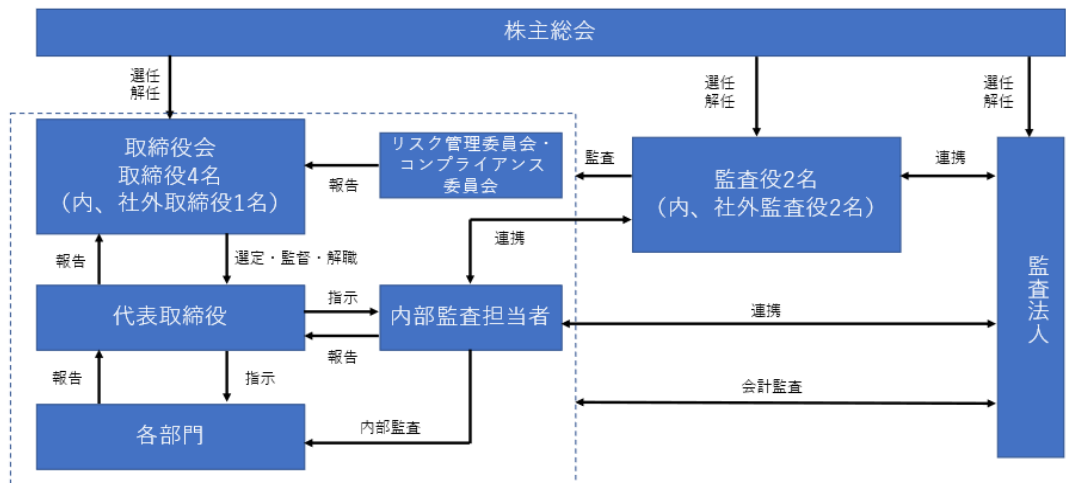 株主総会
選任
解任
選任
解任
選任
解任
取締役会
取締役4名
（内、社外取締役1名）
報告
リスク管理委員会・
コンプライアンス
委員会
監査
監査役2名
（内、社外監査役2名）
連携
監査法人
報告
選定・監督・解職
連携
代表取締役
指示
報告
内部監査担当者
連携
報告
指示
会計監査
各部門
内部監査